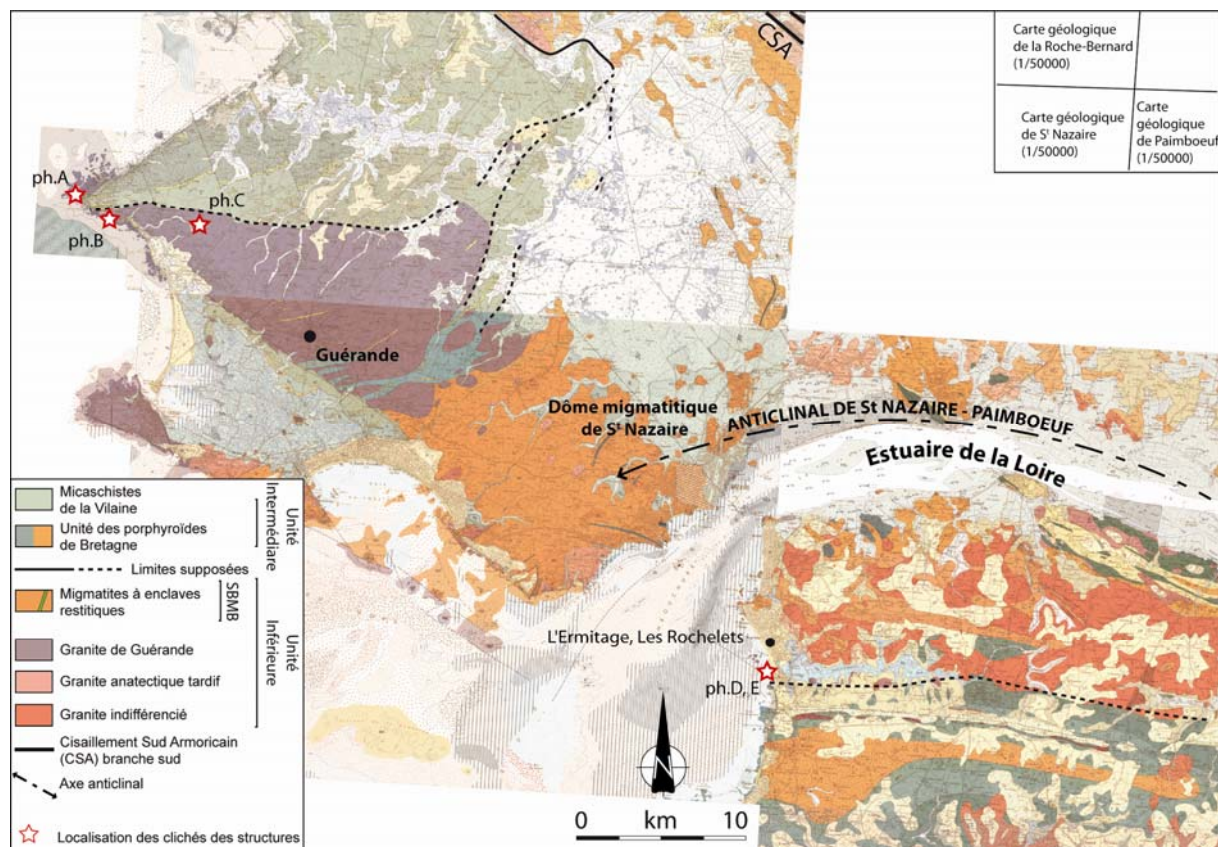 CSA
Carte géologique
de la Roche-Bernard
(1/50000)
Carte géologique
de Sᵗ Nazaire
(1/50000)
Carte
géologique
de Paimboeuf
(1/50000)
ph.A
ph.B
ph.C
Guérande
Dôme migmatitique
de Sᵗ Nazaire
ANTICLINAL DE St NAZAIRE - PAIMBOEUF
Estuaire de la Loire
L'Ermitage, Les Rochelets
ph.D, E
N
0 km 10
Micaschistes
de la Vilaine
Unité des porphyroïdes
de Bretagne
Unité
Intermédiare
Limites supposées
Migmatites à enclaves
restitiques
SBMB
Granite de Guérande
Granite anatectique tardif
Granite indifférencié
Unité
Inférieure
Cisaillement Sud Armoricain
(CSA) branche sud
Axe anticlinal
Localisation des clichés des structures